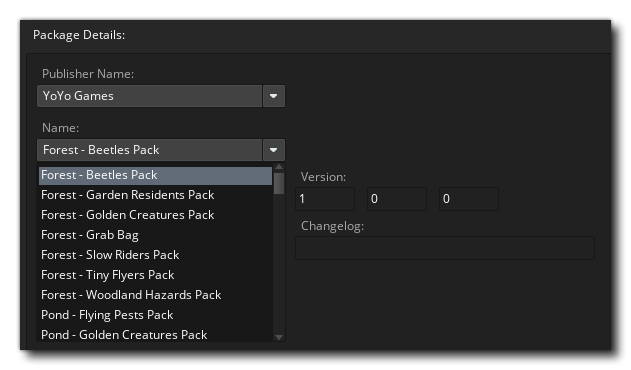 Package Details:
Publisher Name:
YoYo Games
Name:
Forest - Beetles Pack
Forest - Beetles Pack
Forest - Garden Residents Pack
Forest - Golden Creatures Pack
Forest - Grab Bag
Forest - Slow Riders Pack
Forest - Tiny Flyers Pack
Forest - Woodland Hazards Pack
Pond - Flying Pests Pack
Pond - Golden Creatures Pack
Version:
1 0 0
Changelog: